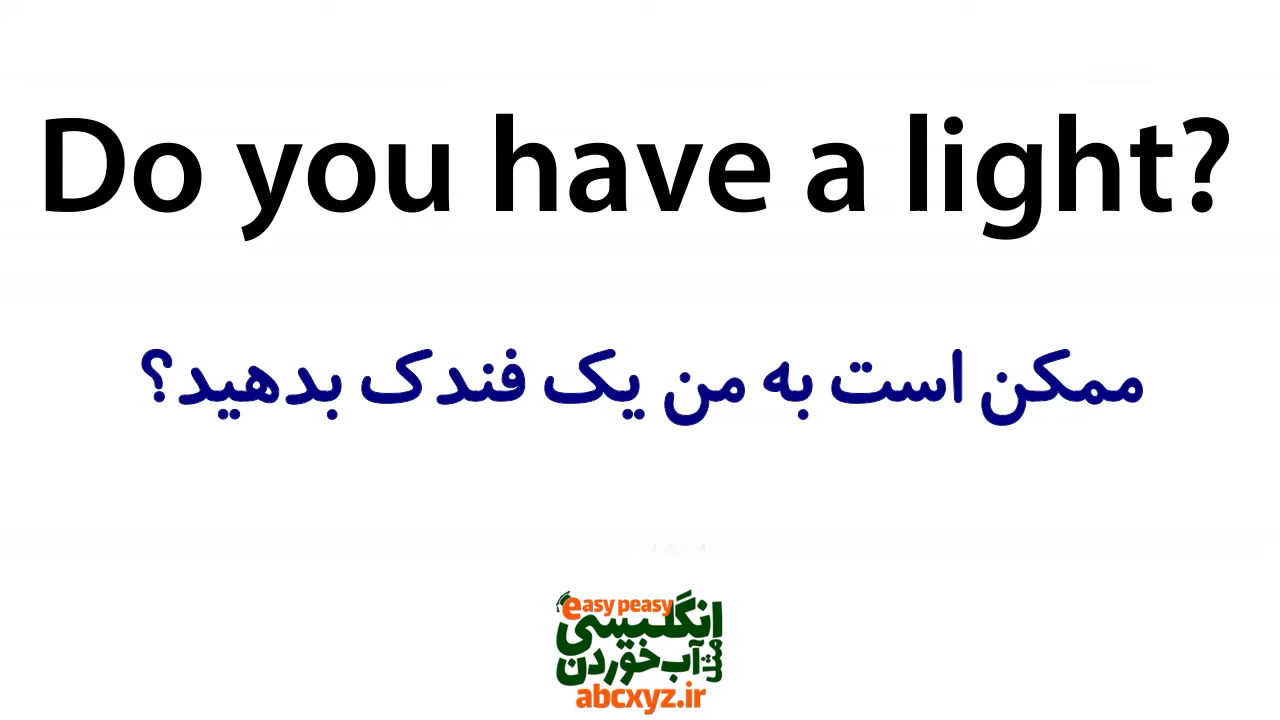 Do you have a light?
ممکن است به من یک فندک بدهید؟
easy peasy
انگلیسی
مثل آب خوردن
abcxyz.ir